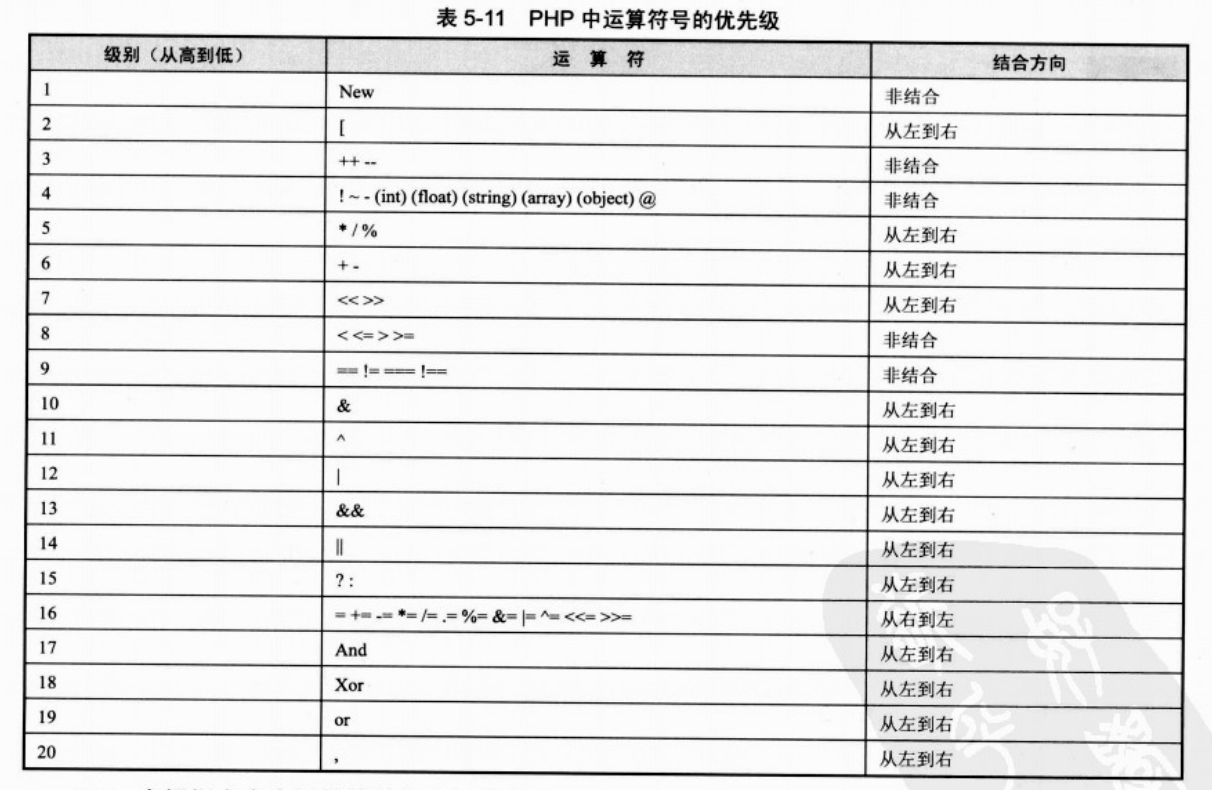 表 5-11 PHP 中运算符号的优先级
级别（从高到低） 运 算 符 结合方向
1 New 非结合
2 [ 从左到右
3 ++ -- 非结合
4 ! ~ - (int) (float) (string) (array) (object) @ 非结合
5 * / % 从左到右
6 + - 从左到右
7 << >> 从左到右
8 < <= > >= 非结合
9 == != === !== 非结合
10 & 从左到右
11 ^ 从左到右
12 | 从左到右
13 && 从左到右
14 || 从左到右
15 ? : 从左到右
16 = += -= *= /= .= %= &= |= ^= <<= >>= 从右到左
17 And 从左到右
18 Xor 从左到右
19 or 从左到右
20 , 从左到右